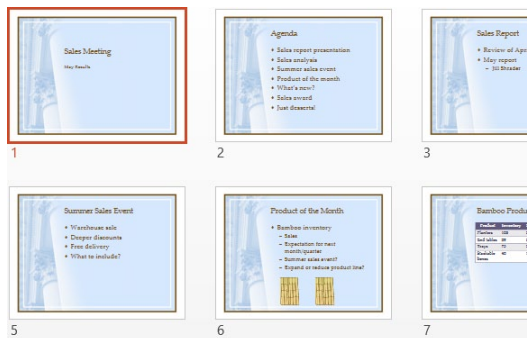 Sales Meeting
May Results
1
Agenda
• Sales report presentation
• Sales analysis
• Summer sales event
• Product of the month
• What's new?
• Sales award
• Just desserts!
2
Sales Report
• Review of Apr
• May report
– Jill Shrader
3
Summer Sales Event
• Warehouse sale
• Deeper discounts
• Free delivery
• What to include?
5
Product of the Month
• Bamboo inventory
– Sales
– Expectation for next
month/quarter
– Summer sales event?
– Expand or reduce product line?
6
Bamboo Produ
Product Inventory
7